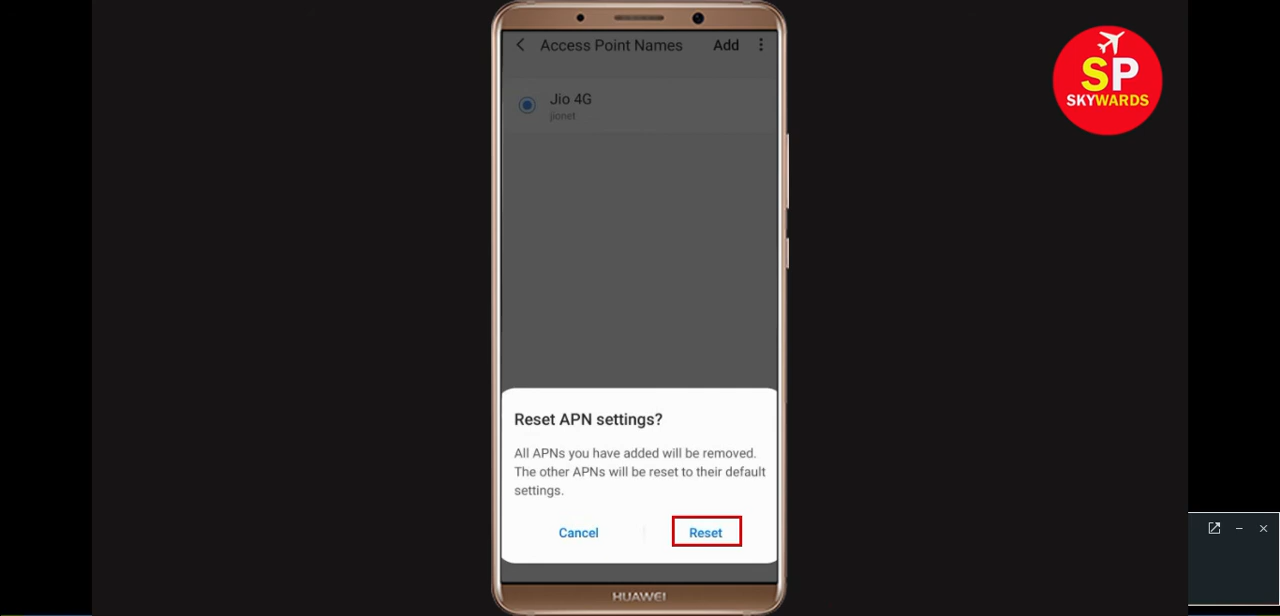 Access Point Names Add
Jio 4G
jionet
SP
SKYWARDS
Reset APN settings?
All APNs you have added will be removed.
The other APNs will be reset to their default
settings.
Cancel Reset
HUAWEI